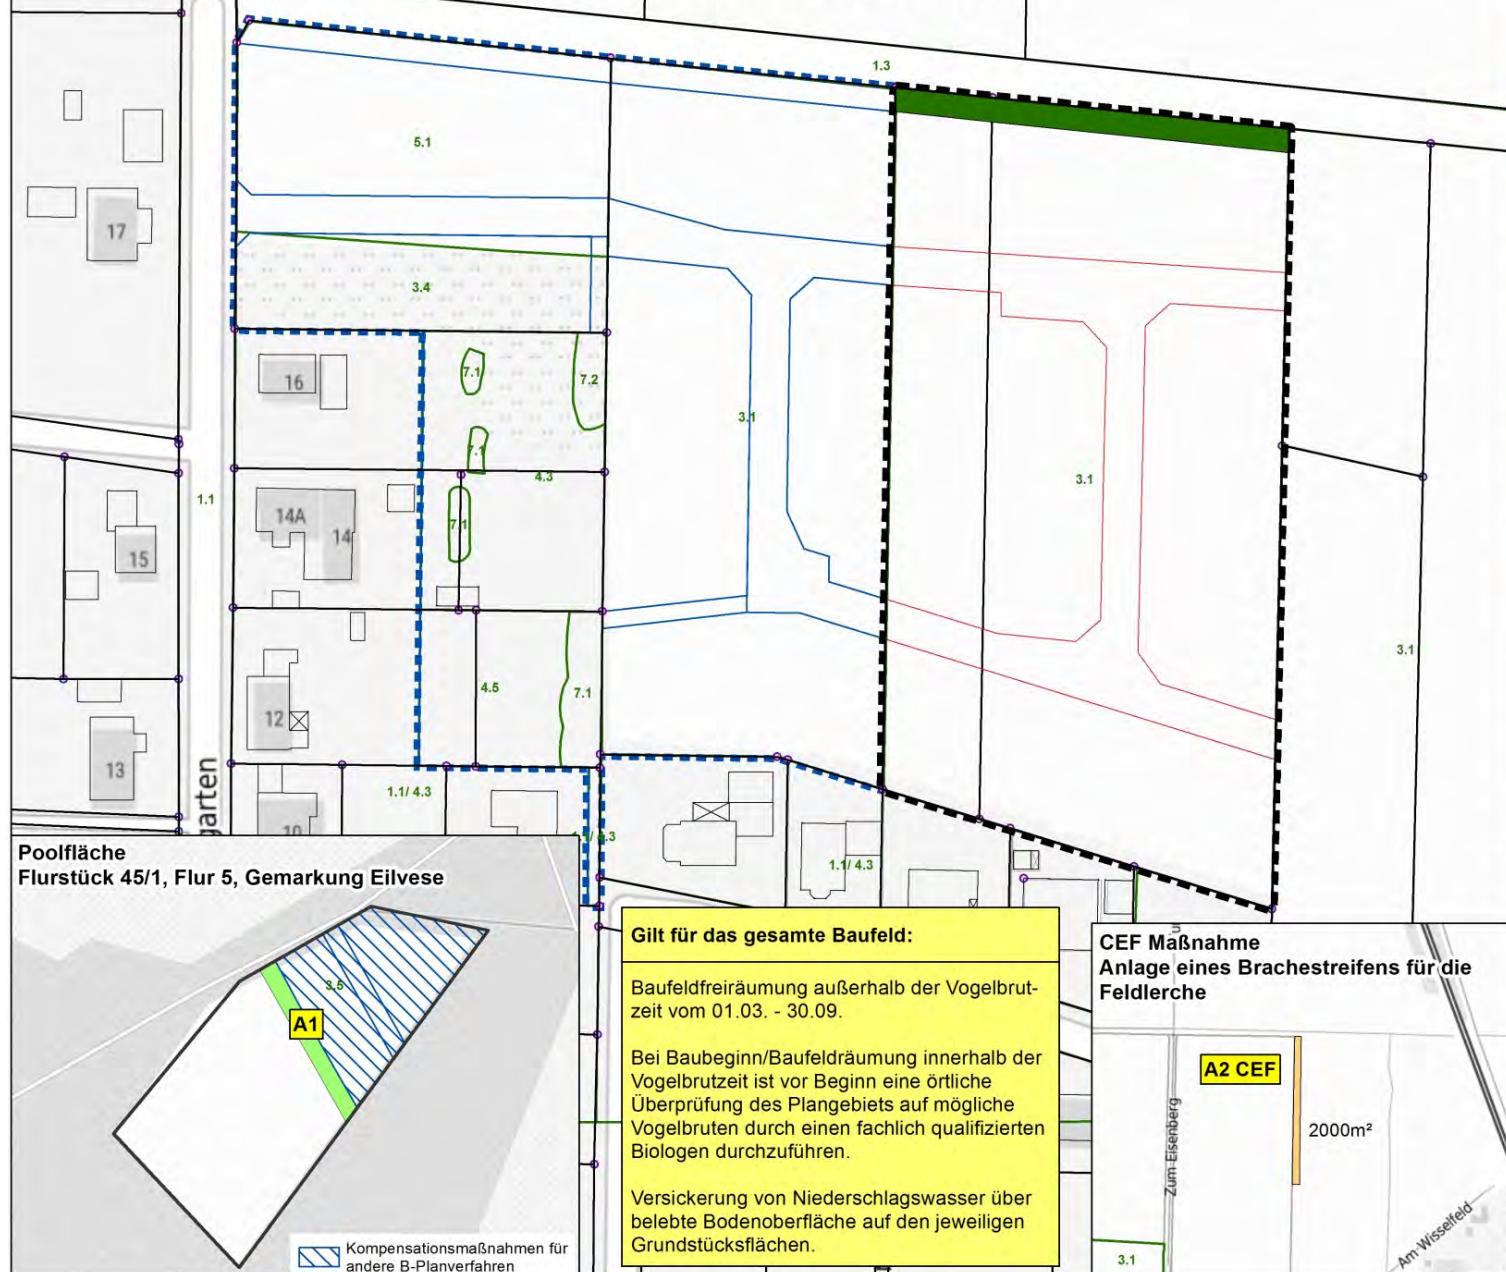 1.3
5.1
17
3.4
16
7.1
7.2
3.1
7.1
4.3
3.1
1.1
14A
14
7.1
15
3.1
12
4.5
7.1
13
garten
1.1/ 4.3
10
1.1/ 4.3
1.1/ 4.3
Poolfläche
Flurstück 45/1, Flur 5, Gemarkung Eilvese
3.5
A1
Kompensationsmaßnahmen für
andere B-Planverfahren
Gilt für das gesamte Baufeld:
Baufeldfreiräumung außerhalb der Vogelbrut-
zeit vom 01.03. - 30.09.
Bei Baubeginn/Baufeldräumung innerhalb der
Vogelbrutzeit ist vor Beginn eine örtliche
Überprüfung des Plangebiets auf mögliche
Vogelbruten durch einen fachlich qualifizierten
Biologen durchzuführen.
Versickerung von Niederschlagswasser über
belebte Bodenoberfläche auf den jeweiligen
Grundstücksflächen.
CEF Maßnahme
Anlage eines Brachestreifens für die
Feldlerche
A2 CEF
2000m²
Zum Eisenberg
Am-Wisselfeld
3.1